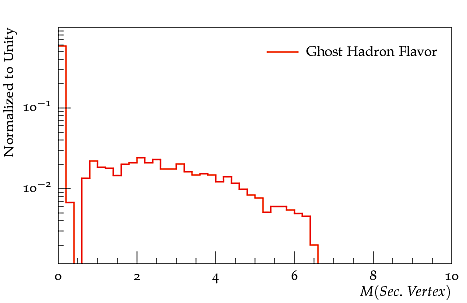 Normalized to Unity
Ghost Hadron Flavor
10⁻¹
10⁻²
0 2 4 6 8 10
M(Sec. Vertex)